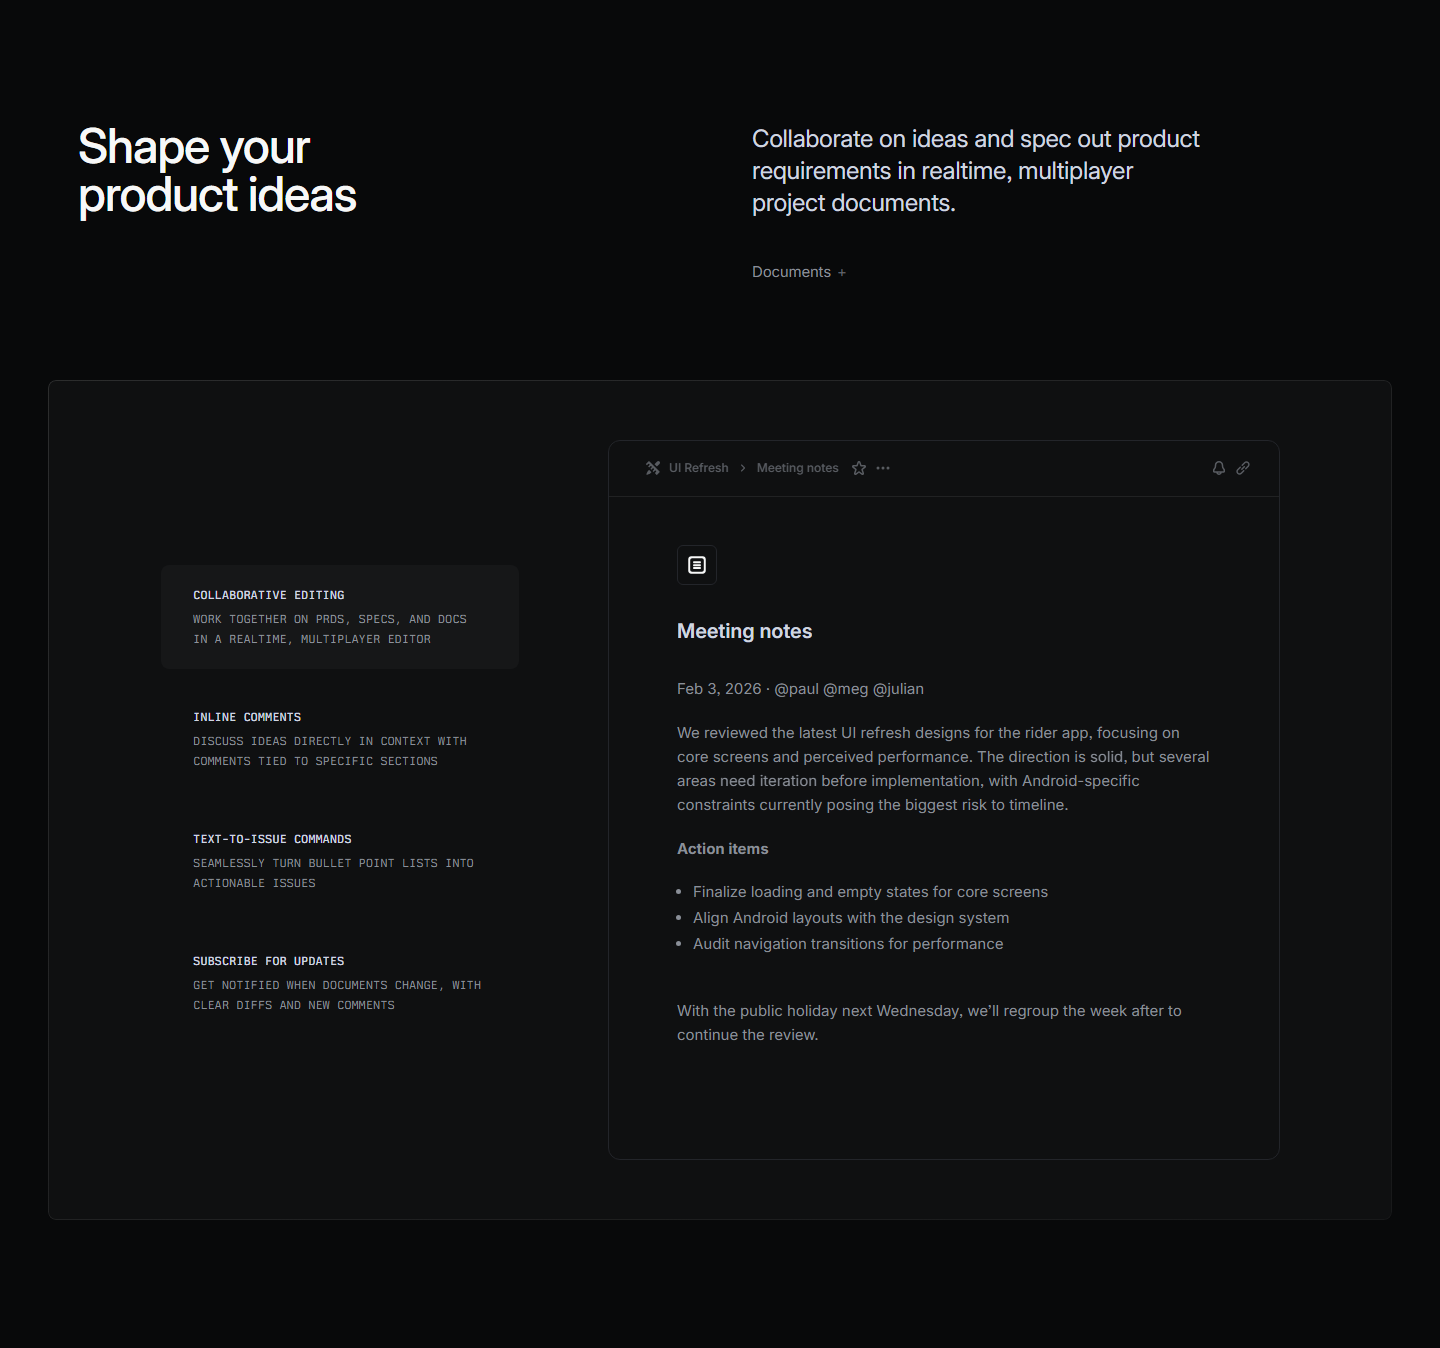 Shape your
product ideas
Collaborate on ideas and spec out product
requirements in realtime, multiplayer
project documents.
Documents +
COLLABORATIVE EDITING
WORK TOGETHER ON PRDS, SPECS, AND DOCS
IN A REALTIME, MULTIPLAYER EDITOR
INLINE COMMENTS
DISCUSS IDEAS DIRECTLY IN CONTEXT WITH
COMMENTS TIED TO SPECIFIC SECTIONS
TEXT-TO-ISSUE COMMANDS
SEAMLESSLY TURN BULLET POINT LISTS INTO
ACTIONABLE ISSUES
SUBSCRIBE FOR UPDATES
GET NOTIFIED WHEN DOCUMENTS CHANGE, WITH
CLEAR DIFFS AND NEW COMMENTS
UI Refresh › Meeting notes
Meeting notes
Feb 3, 2026 · @paul @meg @julian
We reviewed the latest UI refresh designs for the rider app, focusing on
core screens and perceived performance. The direction is solid, but several
areas need iteration before implementation, with Android-specific
constraints currently posing the biggest risk to timeline.
Action items
• Finalize loading and empty states for core screens
• Align Android layouts with the design system
• Audit navigation transitions for performance
With the public holiday next Wednesday, we’ll regroup the week after to
continue the review.